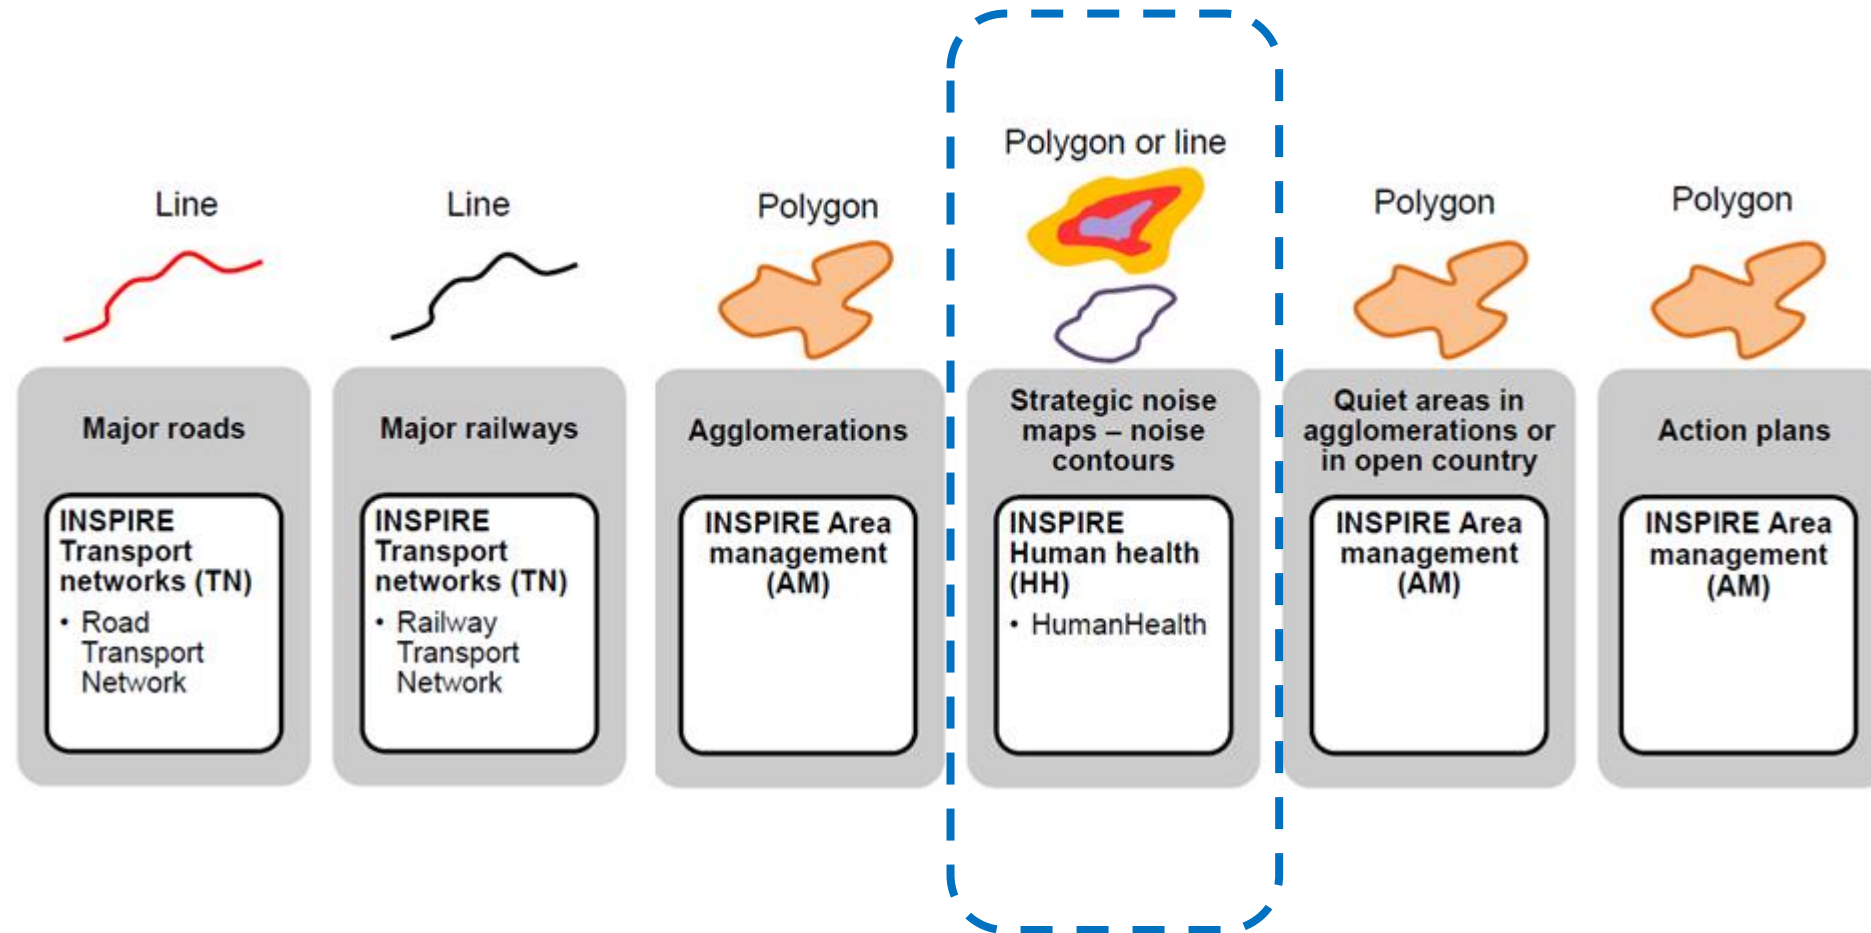 Line
Major roads
INSPIRE
Transport
networks (TN)
• Road
Transport
Network
Line
Major railways
INSPIRE
Transport
networks (TN)
• Railway
Transport
Network
Polygon
Agglomerations
INSPIRE Area
management
(AM)
Polygon or line
Strategic noise
maps – noise
contours
INSPIRE
Human health
(HH)
• HumanHealth
Polygon
Quiet areas in
agglomerations or
in open country
INSPIRE Area
management
(AM)
Polygon
Action plans
INSPIRE Area
management
(AM)